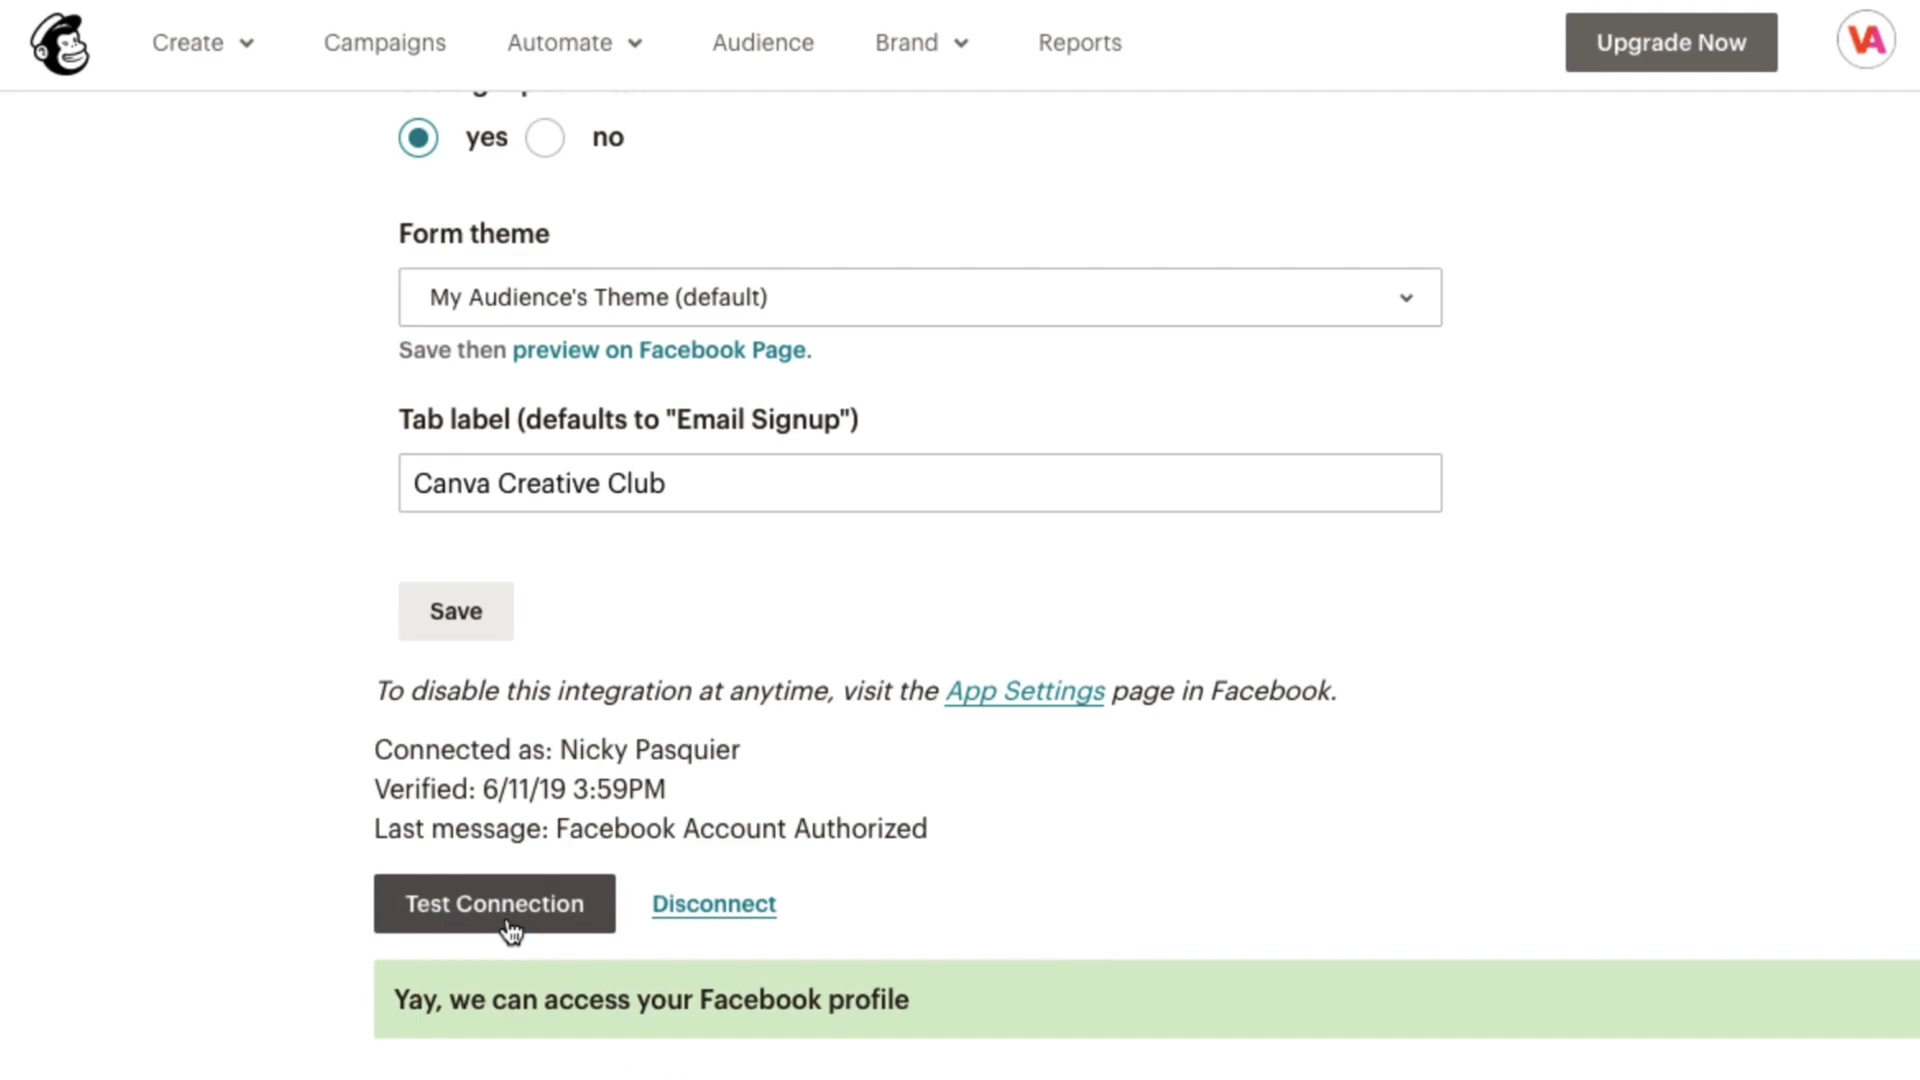 Create
Campaigns
Automate
Audience
Brand
Reports
Upgrade Now
VA
yes
no
Form theme
My Audience's Theme (default)
Save then preview on Facebook Page.
Tab label (defaults to "Email Signup")
Canva Creative Club
Save
To disable this integration at anytime, visit the App Settings page in Facebook.
Connected as: Nicky Pasquier
Verified: 6/11/19 3:59PM
Last message: Facebook Account Authorized
Test Connection
Disconnect
Yay, we can access your Facebook profile